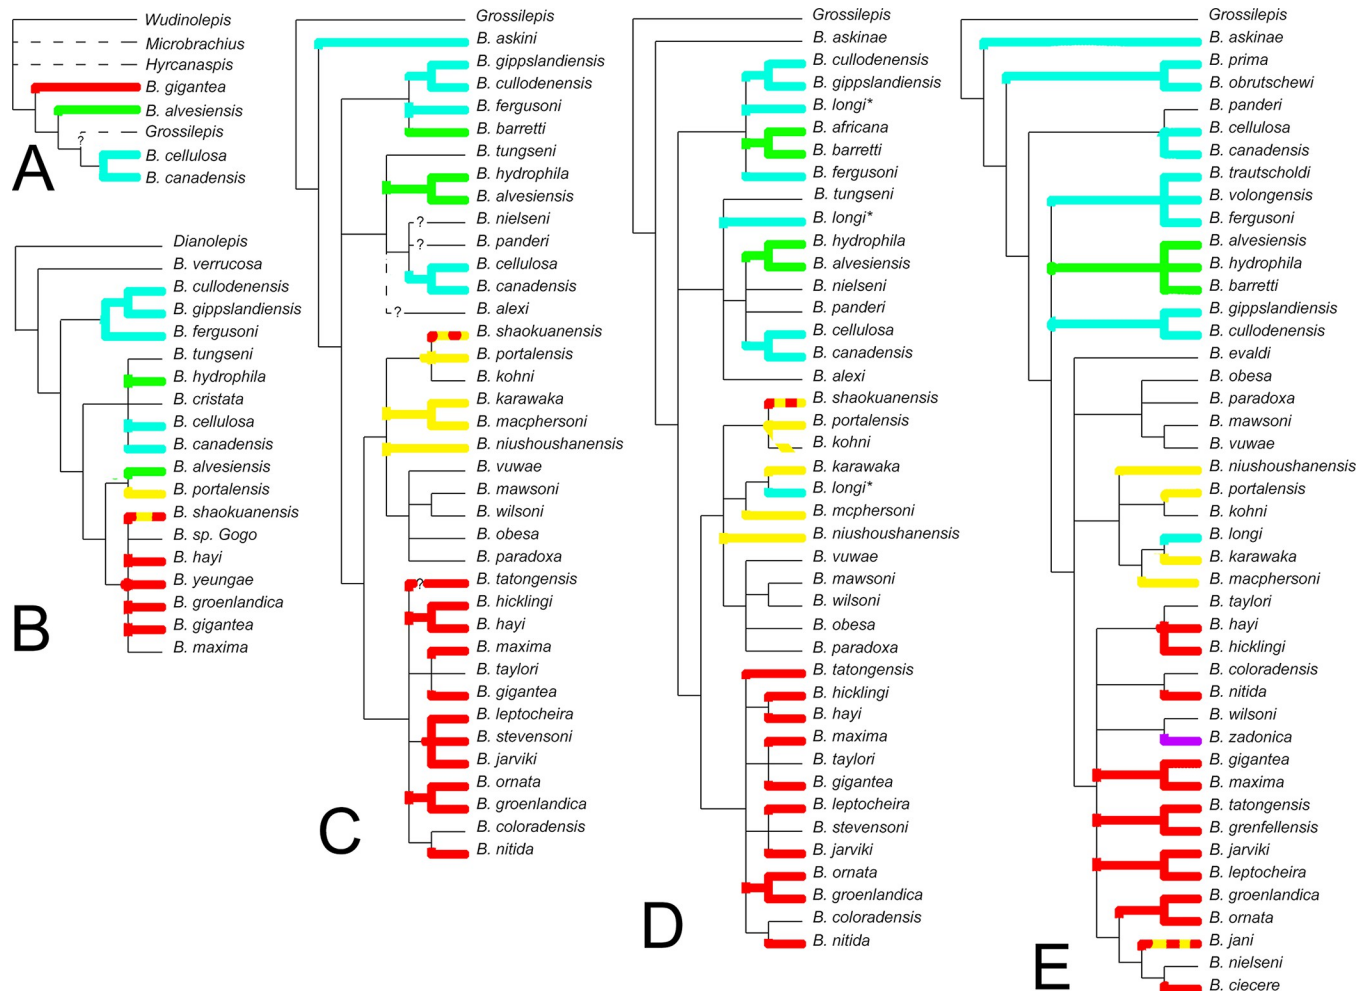 Wudinolepis
Microbrachius
Hyrcanaspis
B. gigantea
B. alvesiensis
Grossilepis
?
B. cellulosa
B. canadensis
A
Dianolepis
B. verrucosa
B. cullodenensis
B. gippslandiensis
B. fergusoni
B. tungseni
B. hydrophila
B. cristata
B. cellulosa
B. canadensis
B. alvesiensis
B. portalensis
B. shaokuanensis
B. sp. Gogo
B. hayi
B. yeungae
B. groenlandica
B. gigantea
B. maxima
B
Grossilepis
B. askini
B. gippslandiensis
B. cullodenensis
B. fergusoni
B. barretti
B. tungseni
B. hydrophila
B. alvesiensis
? B. nielseni
? B. panderi
B. cellulosa
B. canadensis
? B. alexi
B. shaokuanensis
B. portalensis
B. kohni
B. karawaka
B. macphersoni
B. niushoushanensis
B. vuwae
B. mawsoni
B. wilsoni
B. obesa
B. paradoxa
? B. tatongensis
B. hicklingi
B. hayi
B. maxima
B. taylori
B. gigantea
B. leptocheira
B. stevensoni
B. jarviki
B. ornata
B. groenlandica
B. coloradensis
B. nitida
C
Grossilepis
B. askinae
B. cullodenensis
B. gippslandiensis
B. longi*
B. africana
B. barretti
B. fergusoni
B. tungseni
B. longi*
B. hydrophila
B. alvesiensis
B. nielseni
B. panderi
B. cellulosa
B. canadensis
B. alexi
B. shaokuanensis
B. portalensis
B. kohni
B. karawaka
B. longi*
B. mcphersoni
B. niushoushanensis
B. vuwae
B. mawsoni
B. wilsoni
B. obesa
B. paradoxa
B. tatongensis
B. hicklingi
B. hayi
B. maxima
B. taylori
B. gigantea
B. leptocheira
B. stevensoni
B. jarviki
B. ornata
B. groenlandica
B. coloradensis
B. nitida
D
Grossilepis
B. askinae
B. prima
B. obrutschewi
B. panderi
B. cellulosa
B. canadensis
B. trautscholdi
B. volongensis
B. fergusoni
B. alvesiensis
B. hydrophila
B. barretti
B. gippslandiensis
B. cullodenensis
B. evaldi
B. obesa
B. paradoxa
B. mawsoni
B. vuwae
B. niushoushanensis
B. portalensis
B. kohni
B. longi
B. karawaka
B. macphersoni
B. taylori
B. hayi
B. hicklingi
B. coloradensis
B. nitida
B. wilsoni
B. zadonica
B. gigantea
B. maxima
B. tatongensis
B. grenfellensis
B. jarviki
B. leptocheira
B. groenlandica
B. ornata
B. jani
B. nielseni
B. ciecere
E